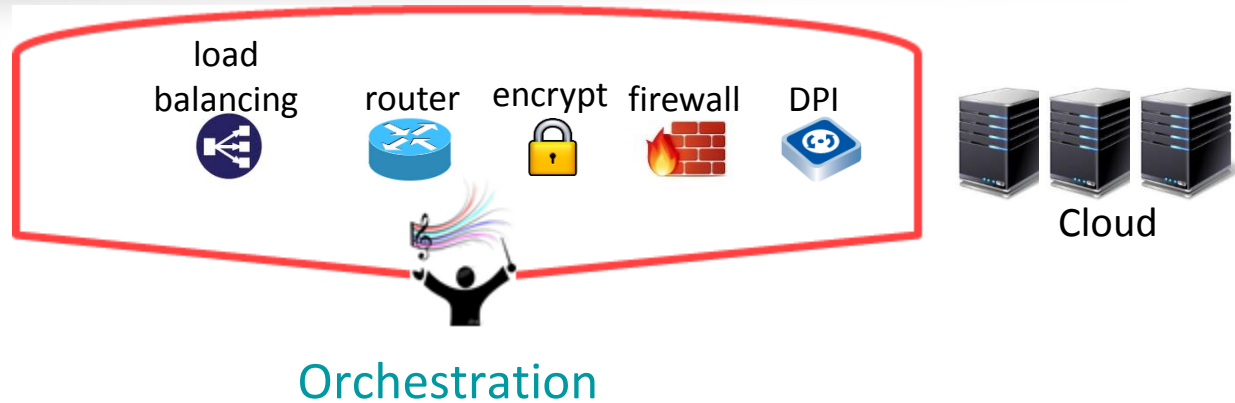 load
balancing
router
encrypt
firewall
DPI
Cloud
Orchestration